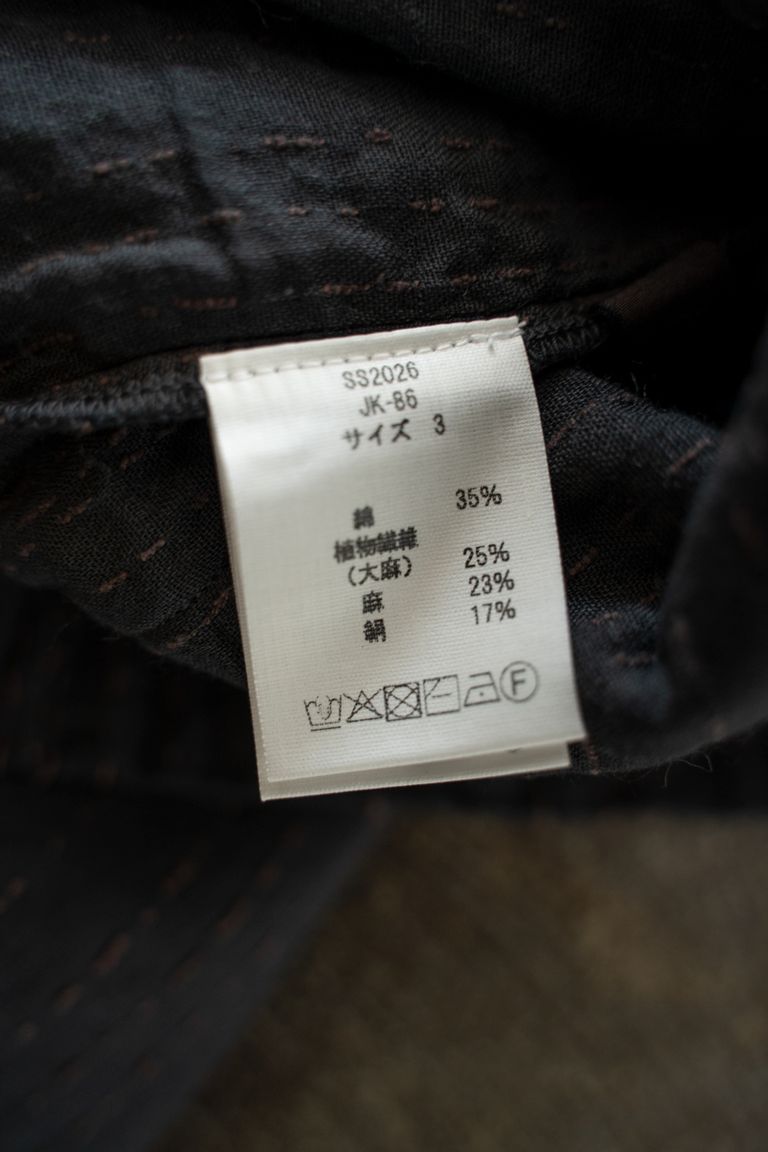 SS2026
JK-86
サイズ 3
綿 35%
植物繊維
(大麻) 25%
麻 23%
絹 17%
F